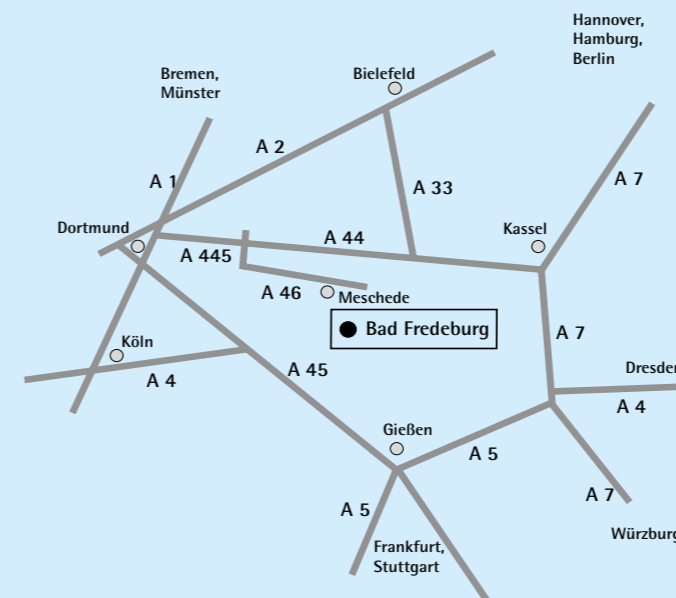 Hannover,
Hamburg,
Berlin
Bremen,
Münster
Bielefeld
A 2
A 1
A 33
A 7
Dortmund
Kassel
A 44
A 445
A 46
Meschede
Bad Fredeburg
A 7
Köln
A 4
A 45
Dresden
A 4
Gießen
A 5
A 7
A 5
Würzburg
Frankfurt,
Stuttgart